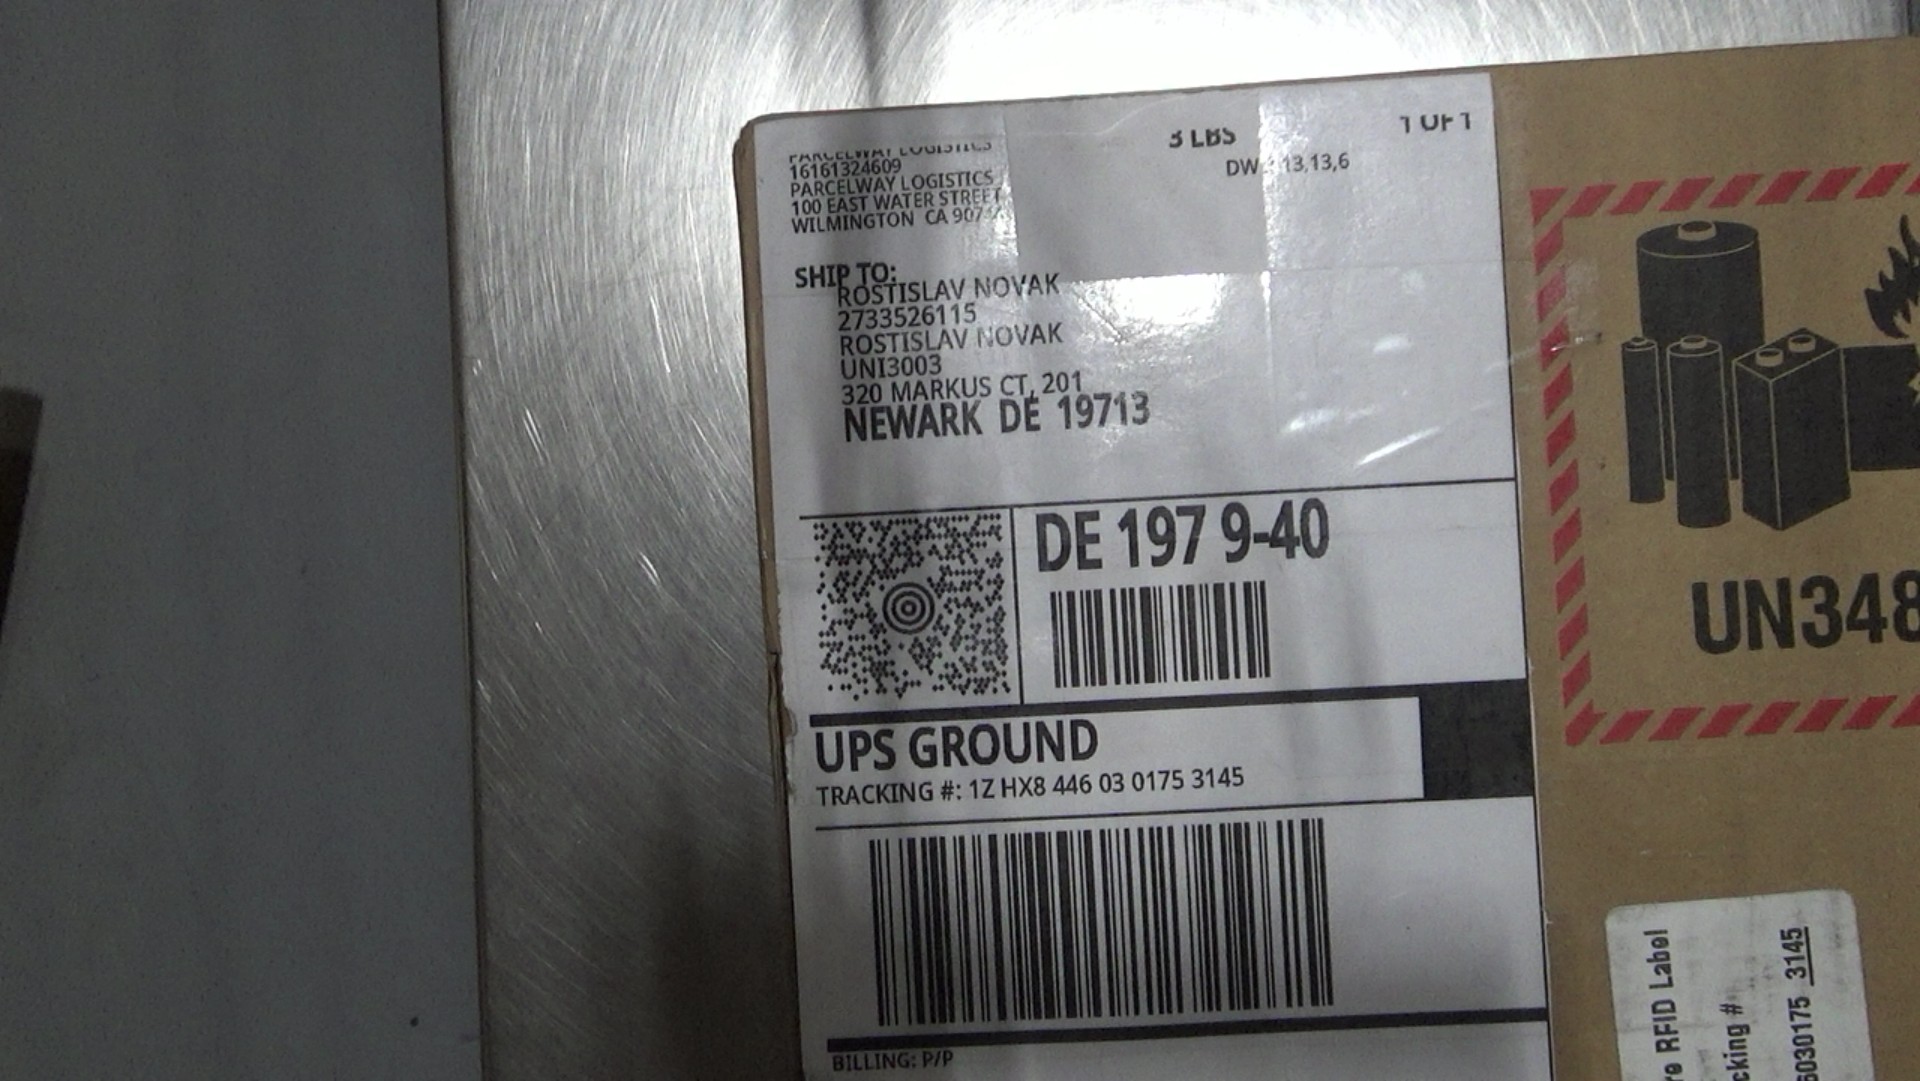 PARCELWAY LOGISTICS
16161324609
PARCELWAY LOGISTICS
100 EAST WATER STREET
WILMINGTON CA
3 LBS
1 OF 1
DW 13,13,6
SHIP TO:
ROSTISLAV NOVAK
2733526115
ROSTISLAV NOVAK
UNI3003
320 MARKUS CT, 201
NEWARK DE 19713
DE 197 9-40
UPS GROUND
TRACKING #: 1Z HX8 446 03 0175 3145
BILLING: P/P
UN348
RFID Label
cking #
6030175 3145